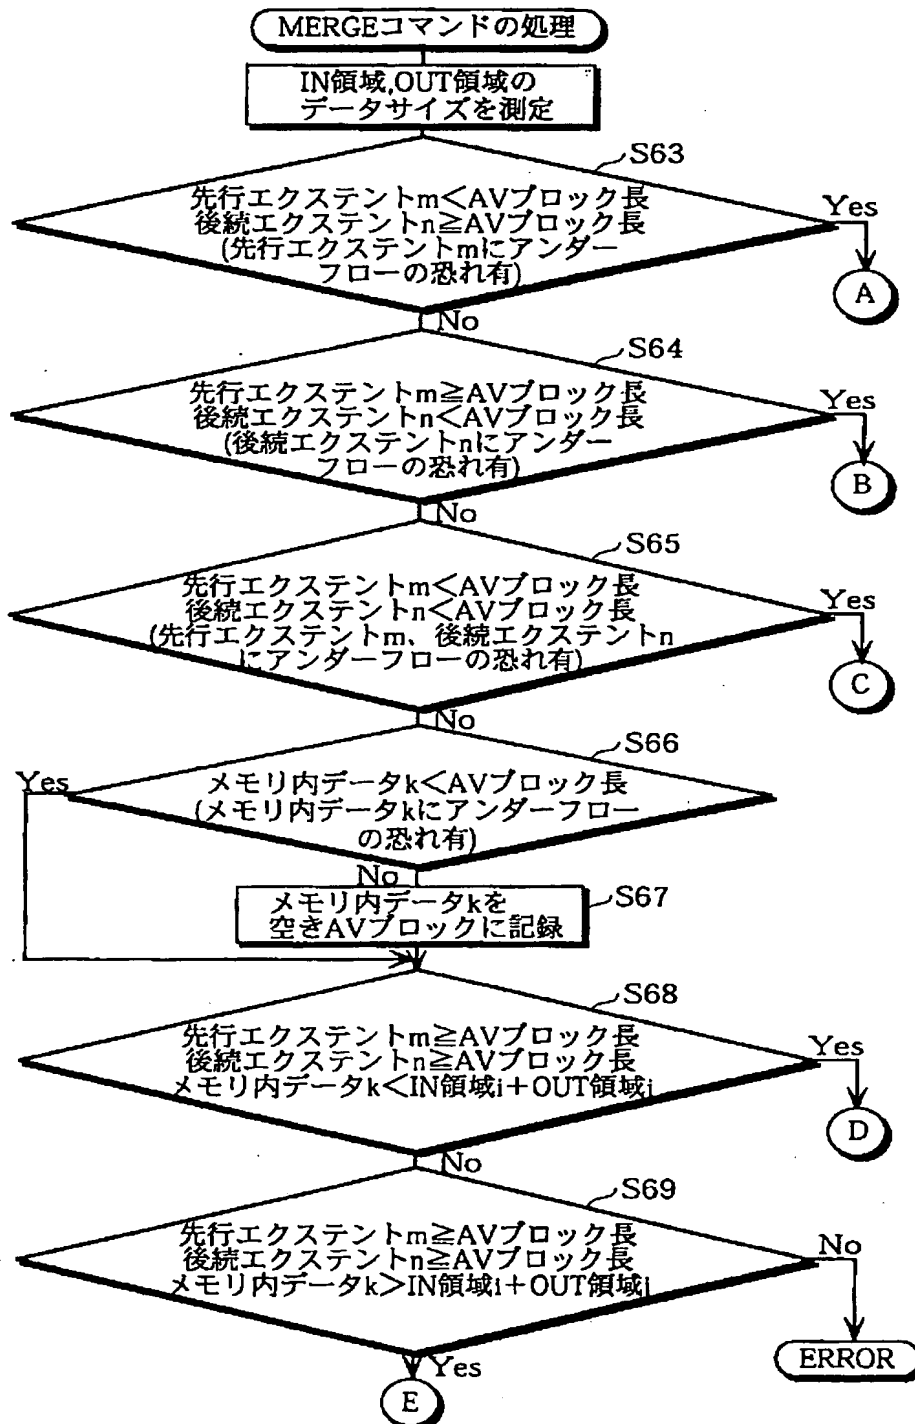 MERGEコマンドの処理
IN領域,OUT領域の
データサイズを測定
S63
先行エクステントm<AVブロック長
後続エクステントn≧AVブロック長
(先行エクステントmにアンダー
フローの恐れ有)
Yes
A
No
S64
先行エクステントm≧AVブロック長
後続エクステントn<AVブロック長
(後続エクステントnにアンダー
フローの恐れ有)
Yes
B
No
S65
先行エクステントm<AVブロック長
後続エクステントn<AVブロック長
(先行エクステントm、後続エクステントn
にアンダーフローの恐れ有)
Yes
C
No
S66
メモリ内データk<AVブロック長
(メモリ内データkにアンダーフロー
の恐れ有)
Yes
No
メモリ内データkを
空きAVブロックに記録
S67
S68
先行エクステントm≧AVブロック長
後続エクステントn≧AVブロック長
メモリ内データk<IN領域i+OUT領域j
Yes
D
No
S69
先行エクステントm≧AVブロック長
後続エクステントn≧AVブロック長
メモリ内データk>IN領域i+OUT領域j
No
ERROR
Yes
E